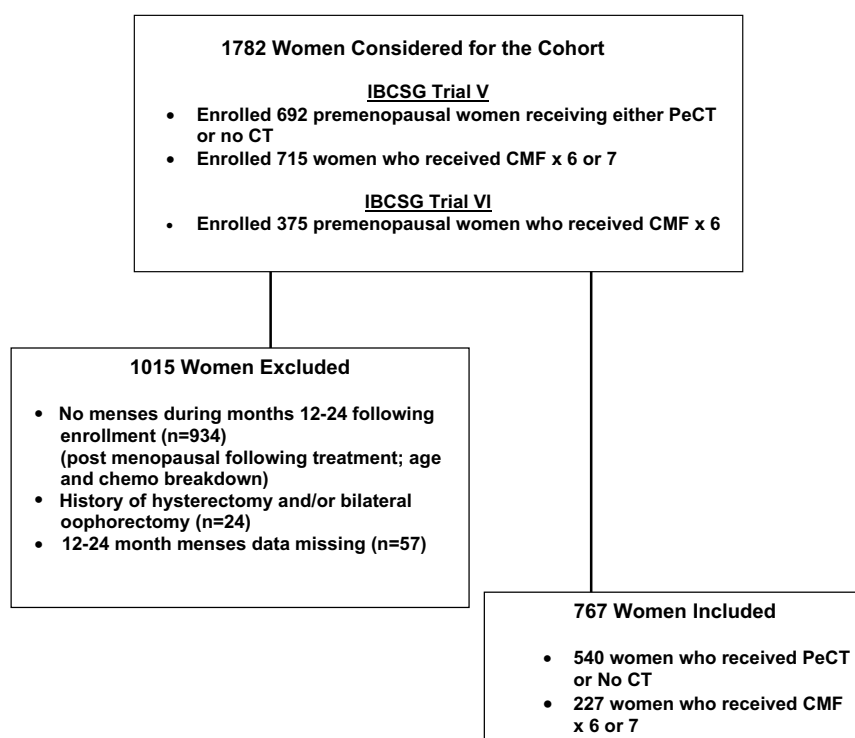 1782 Women Considered for the Cohort
IBCSG Trial V
• Enrolled 692 premenopausal women receiving either PeCT
or no CT
• Enrolled 715 women who received CMF x 6 or 7
IBCSG Trial VI
• Enrolled 375 premenopausal women who received CMF x 6
1015 Women Excluded
• No menses during months 12-24 following
enrollment (n=934)
(post menopausal following treatment; age
and chemo breakdown)
• History of hysterectomy and/or bilateral
oophorectomy (n=24)
• 12-24 month menses data missing (n=57)
767 Women Included
• 540 women who received PeCT
or No CT
• 227 women who received CMF
x 6 or 7